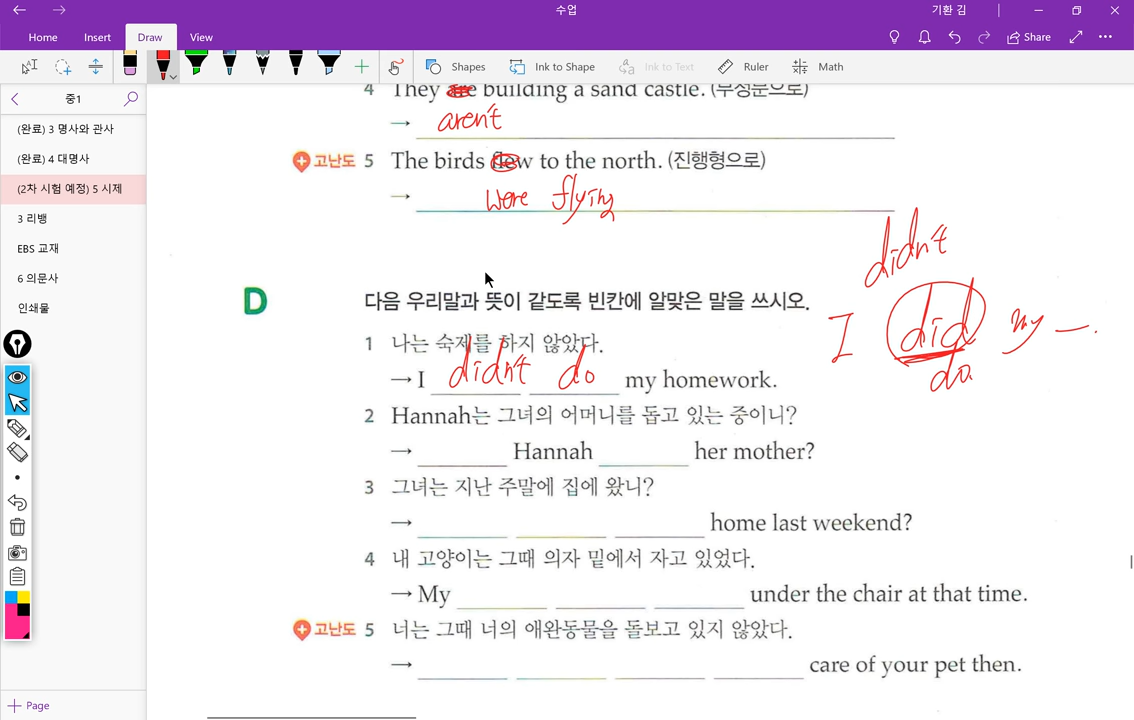 수업
기환 김
Home Insert Draw View
Share
Shapes Ink to Shape Ink to Text Ruler Math
중1
(완료) 3 명사와 관사
(완료) 4 대명사
(2차 시험 예정) 5 시제
3 리뱅
EBS 교재
6 의문사
인쇄물
Page
4 They building a sand castle. (부정문으로)
→ aren't
고난도 5 The birds flew to the north. (진행형으로)
→ were flying
D 다음 우리말과 뜻이 같도록 빈칸에 알맞은 말을 쓰시오.
1 나는 숙제를 하지 않았다.
→ I didn't do my homework.
2 Hannah는 그녀의 어머니를 돕고 있는 중이니?
→ Hannah her mother?
3 그녀는 지난 주말에 집에 왔니?
→ home last weekend?
4 내 고양이는 그때 의자 밑에서 자고 있었다.
→ My under the chair at that time.
고난도 5 너는 그때 너의 애완동물을 돌보고 있지 않았다.
→ care of your pet then.
didn't
I did my —.
do